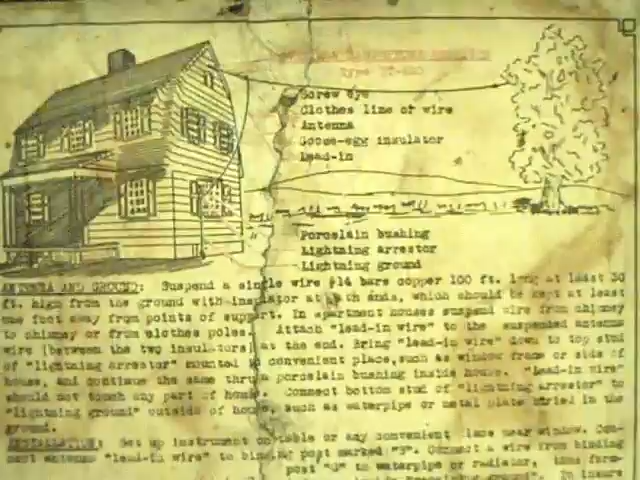 Screw eye
Clothes line or wire
Antenna
Goose-egg insulator
Lead-in
Porcelain bushing
Lightning arrestor
Lightning ground
ANTENNA AND GROUND: Suspend a single wire #14 bare copper 100 ft. long at least 30
ft. high from the ground with insulator at each ends, which should be kept at least
one foot away from points of support. In apartment houses suspend wire from chimney
to chimney or from clothes poles. Attach "lead-in wire" to the suspended antenna
wire (between the two insulators) at the end. Bring "lead-in wire" down to top stud
of "lightning arrester" mounted in convenient place, such as window frame or side of
house, and continue the same thru a porcelain bushing inside house. "Lead-in wire"
should not touch any part of house. Connect bottom stud of "lightning arrester" to
"lightning ground" outside of house, such as waterpipe or metal plate buried in the
ground.
INSTALLATION: Set up instrument on table or any convenient place near window. Con-
nect antenna "lead-in wire" to binding post marked Connect a wire from binding
post "G" to waterpipe or radiator, thus form-
ground". In insure